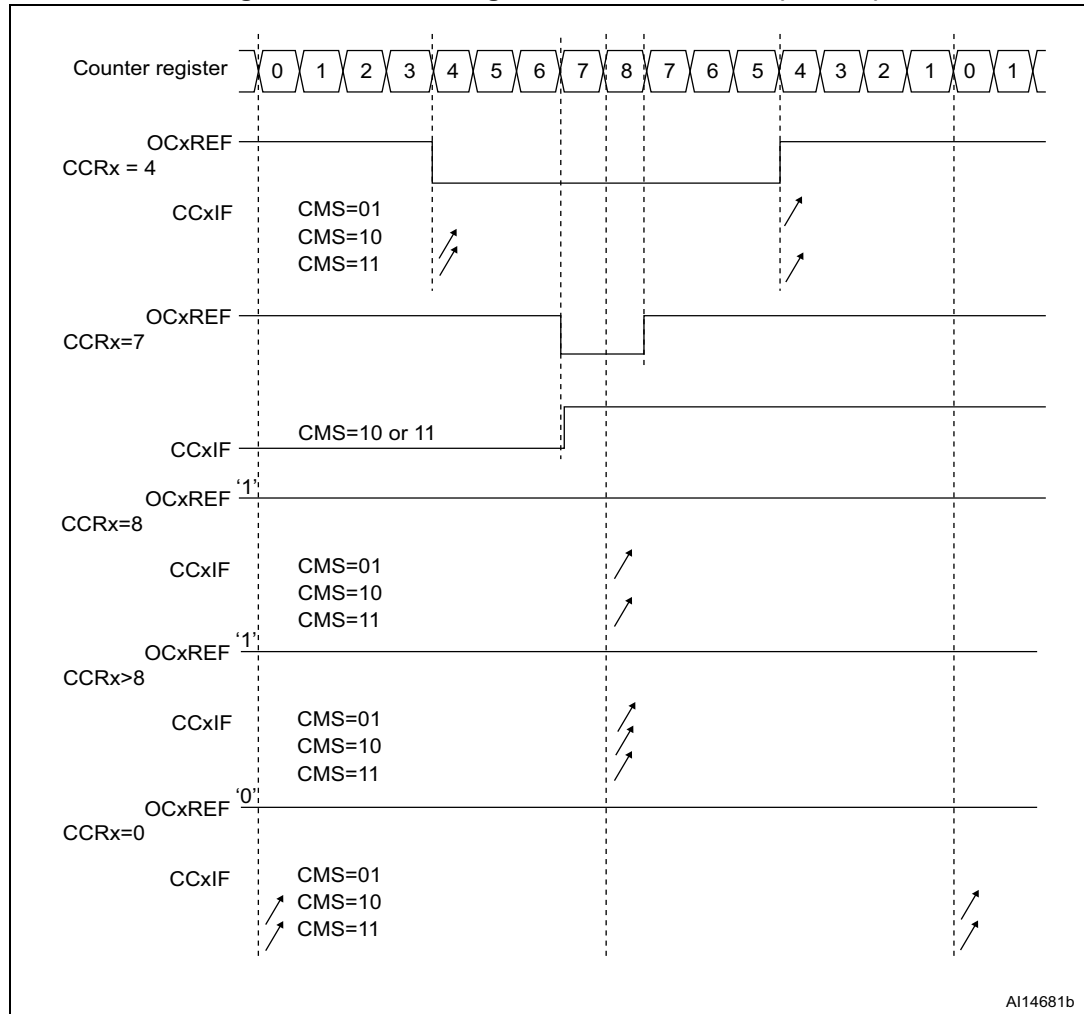 Counter register 0 1 2 3 4 5 6 7 8 7 6 5 4 3 2 1 0 1
OCxREF
CCRx = 4
CCxIF CMS=01
CMS=10
CMS=11
OCxREF
CCRx=7
CCxIF CMS=10 or 11
OCxREF '1'
CCRx=8
CCxIF CMS=01
CMS=10
CMS=11
OCxREF '1'
CCRx>8
CCxIF CMS=01
CMS=10
CMS=11
OCxREF '0'
CCRx=0
CCxIF CMS=01
CMS=10
CMS=11
AI14681b